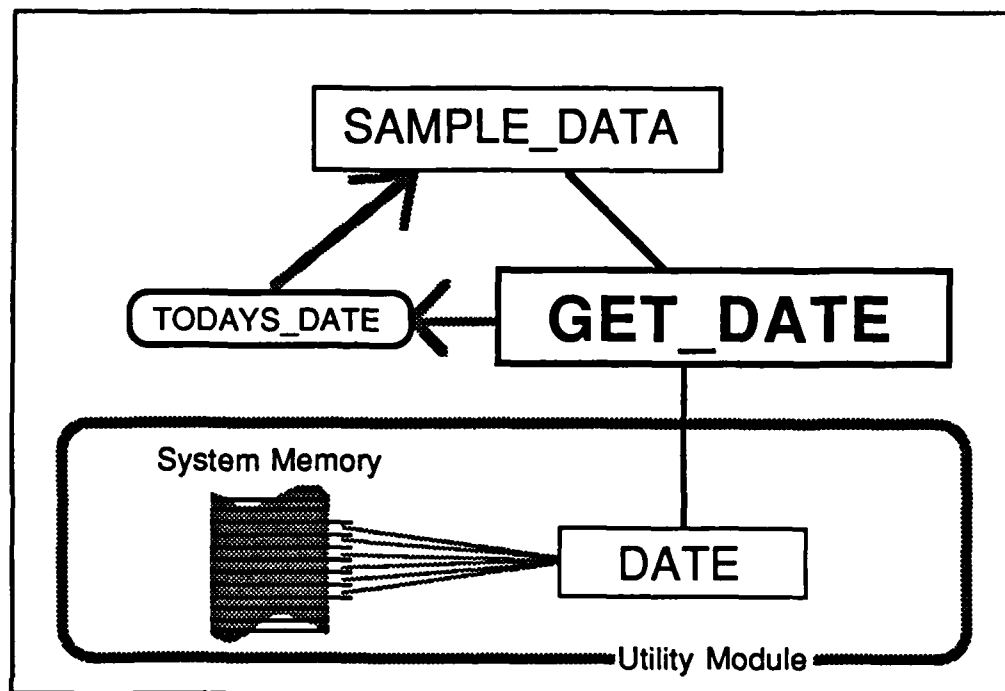 SAMPLE_DATA
TODAYS_DATE
GET_DATE
System Memory
DATE
Utility Module